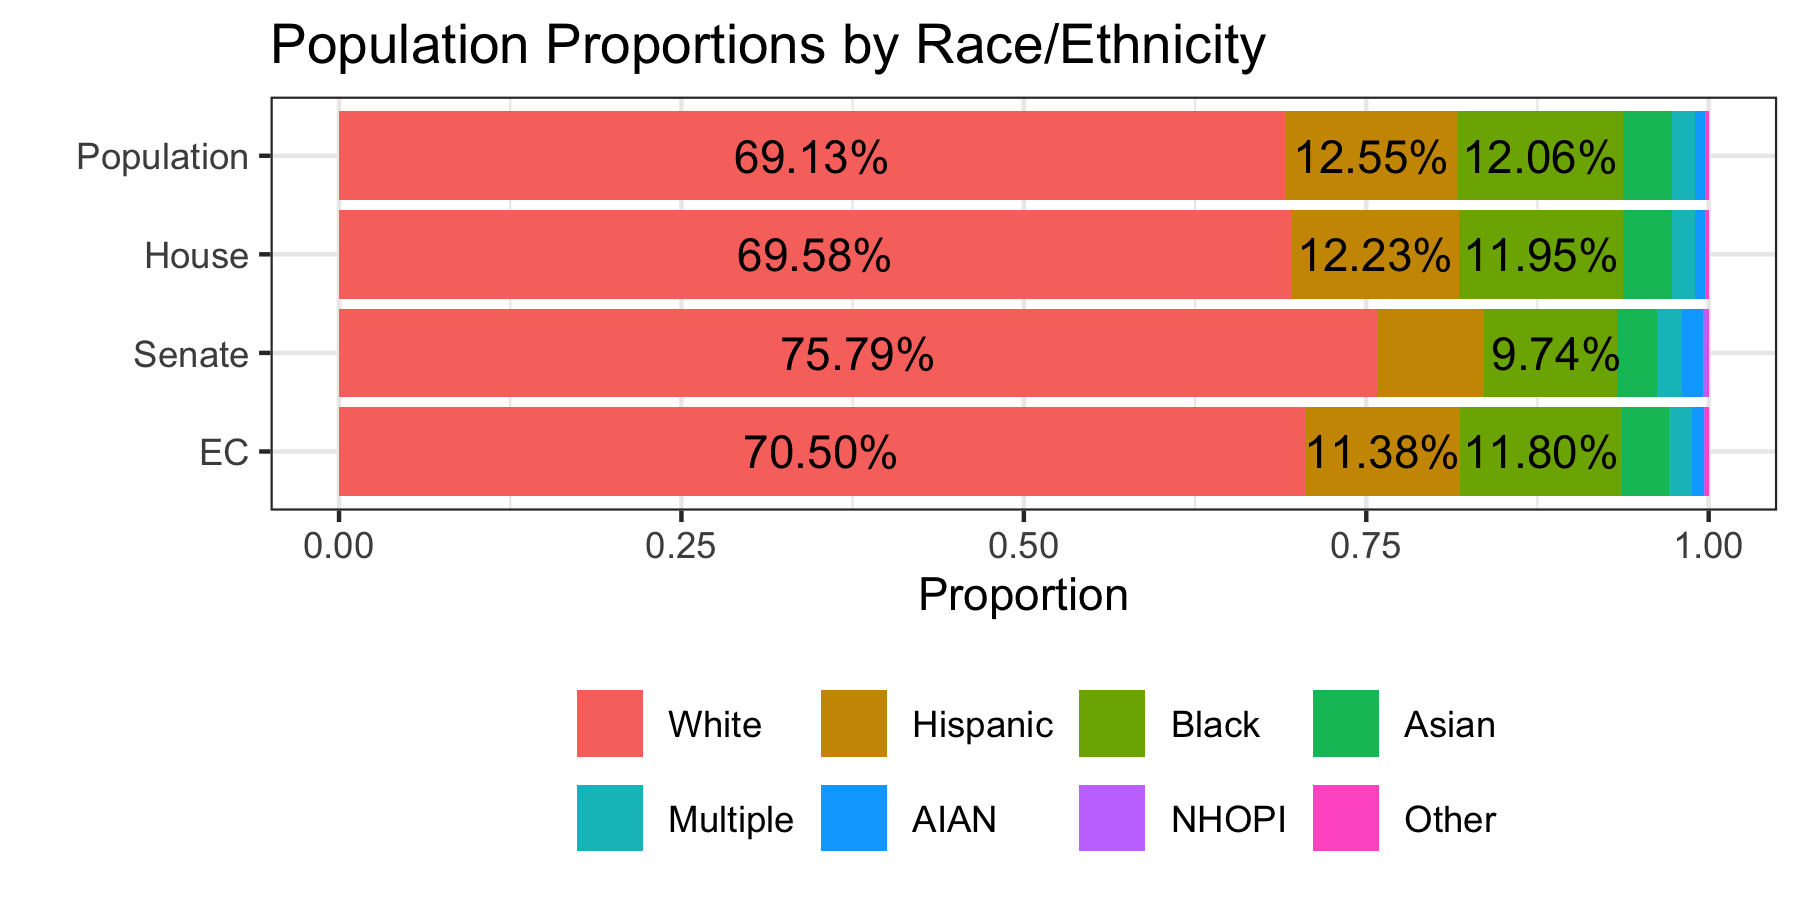 Population Proportions by Race/Ethnicity
Population 69.13% 12.55% 12.06%
House 69.58% 12.23% 11.95%
Senate 75.79% 9.74%
EC 70.50% 11.38% 11.80%
0.00 0.25 0.50 0.75 1.00
Proportion
White Hispanic Black Asian
Multiple AIAN NHOPI Other